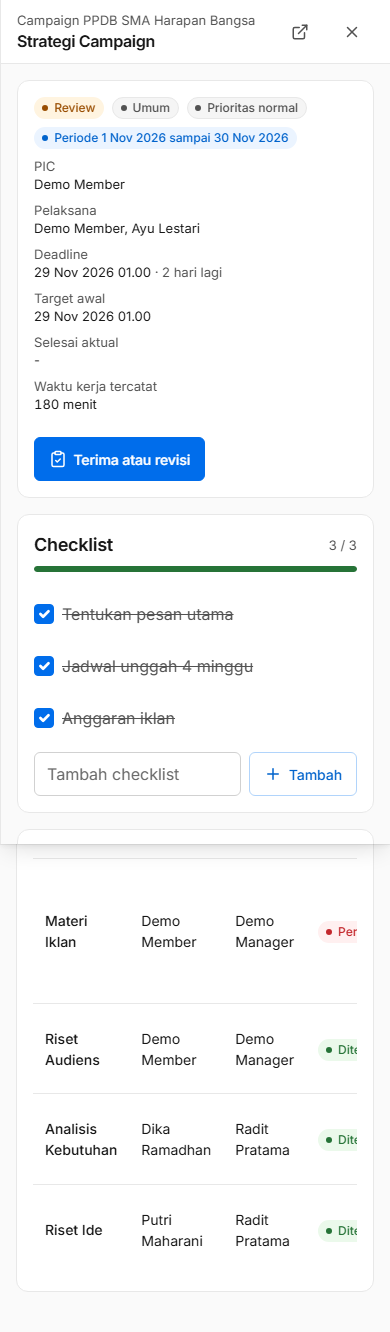 Campaign PPDB SMA Harapan Bangsa
Strategi Campaign
Review
Umum
Prioritas normal
Periode 1 Nov 2026 sampai 30 Nov 2026
PIC
Demo Member
Pelaksana
Demo Member, Ayu Lestari
Deadline
29 Nov 2026 01.00 · 2 hari lagi
Target awal
29 Nov 2026 01.00
Selesai aktual
-
Waktu kerja tercatat
180 menit
Terima atau revisi
Checklist
3 / 3
Tentukan pesan utama
Jadwal unggah 4 minggu
Anggaran iklan
Tambah checklist
Tambah
Materi Iklan
Demo Member
Demo Manager
Per
Riset Audiens
Demo Member
Demo Manager
Dite
Analisis Kebutuhan
Dika Ramadhan
Radit Pratama
Dite
Riset Ide
Putri Maharani
Radit Pratama
Dite